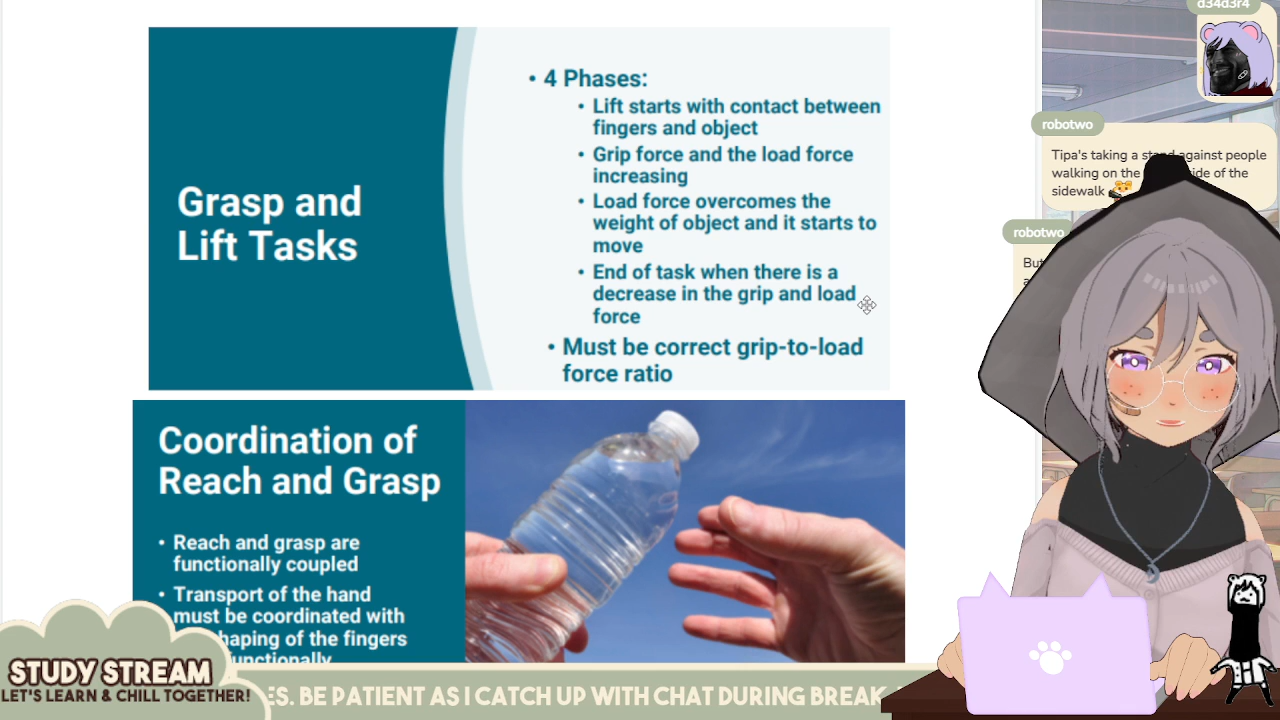 Grasp and
Lift Tasks
• 4 Phases:
• Lift starts with contact between
fingers and object
• Grip force and the load force
increasing
• Load force overcomes the
weight of object and it starts to
move
• End of task when there is a
decrease in the grip and load
force
• Must be correct grip-to-load
force ratio
Coordination of
Reach and Grasp
• Reach and grasp are
functionally coupled
• Transport of the hand
must be coordinated with
haping of the fingers
unctionally
d34d3r4
robotwo
Tipa's taking a against people
walking on the ide of the
sidewalk
robotwo
But
STUDY STREAM
LET'S LEARN & CHILL TOGETHER!
ES. BE PATIENT AS I CATCH UP WITH CHAT DURING BREAK